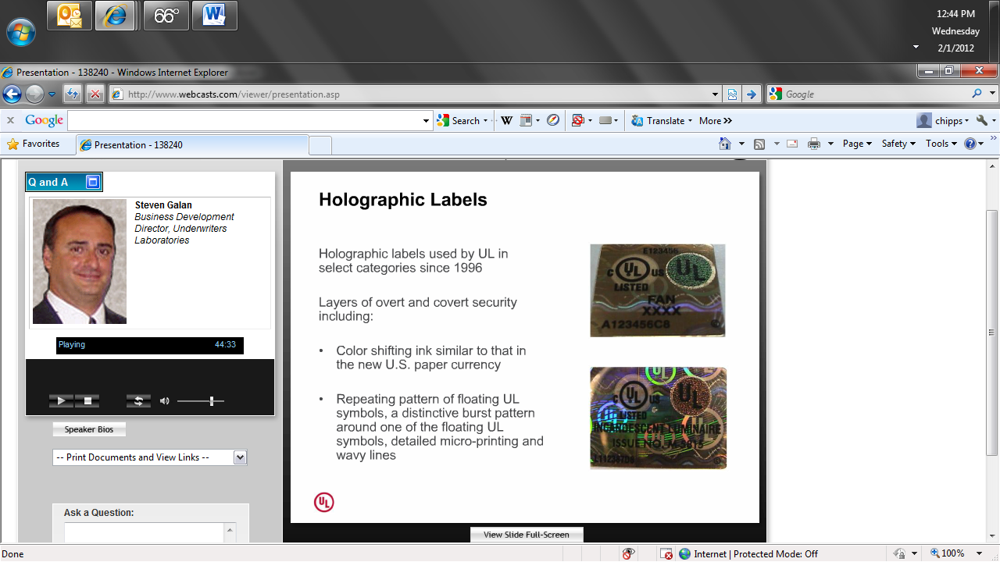 66°
12:44 PM
Wednesday
2/1/2012
Presentation - 138240 - Windows Internet Explorer
http://www.webcasts.com/viewer/presentation.asp
Google
Google
Search
W
Translate
More »
chipps
Favorites
Presentation - 138240
Page
Safety
Tools
Q and A
Steven Galan
Business Development
Director, Underwriters
Laboratories
Playing 44:33
Speaker Bios
-- Print Documents and View Links --
Ask a Question:
Holographic Labels
Holographic labels used by UL in
select categories since 1996
Layers of overt and covert security
including:
• Color shifting ink similar to that in
the new U.S. paper currency
• Repeating pattern of floating UL
symbols, a distinctive burst pattern
around one of the floating UL
symbols, detailed micro-printing and
wavy lines
E123456
C UL US UL
LISTED
FAN
XXXX
A123456C8
C UL US UL
LISTED
INCANDESCENT LUMINAIRE
ISSUE NO.
UL
View Slide Full-Screen
Done
Internet | Protected Mode: Off
100%